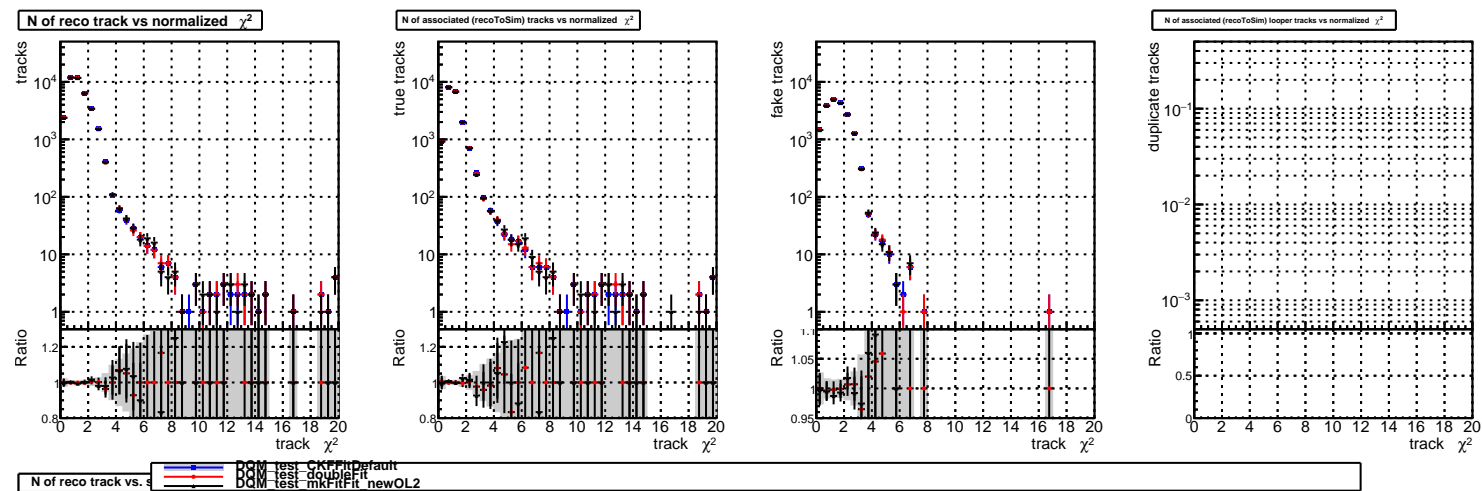 N of reco track vs normalized χ²
N of associated (recoToSim) tracks vs normalized χ²
N of associated (recoToSim) looper tracks vs normalized χ²
tracks
10⁴
10³
10²
10
1
Ratio
1.2
1
0.8
0 2 4 6 8 10 12 14 16 18 20
track χ²
true tracks
10⁴
10³
10²
10
1
Ratio
1.2
1
0.8
0 2 4 6 8 10 12 14 16 18 20
track χ²
fake tracks
10⁴
10³
10²
10
1
Ratio
1.1
1.05
1
0.95
0 2 4 6 8 10 12 14 16 18 20
track χ²
duplicate tracks
10⁻¹
10⁻²
10⁻³
Ratio
1
0.5
0
0 2 4 6 8 10 12 14 16 18 20
track χ²
N of reco track vs.
DQM_test_CKFFitDefault
DQM_test_doubleFit
DQM_test_mkFitFit_newOL2